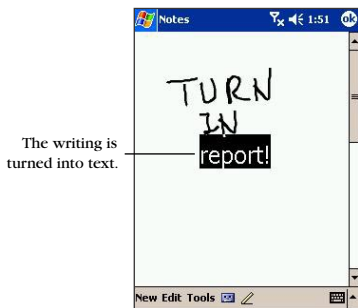 Notes 1:51 ok
TURN
IN
The writing is
turned into text.
report!
New Edit Tools